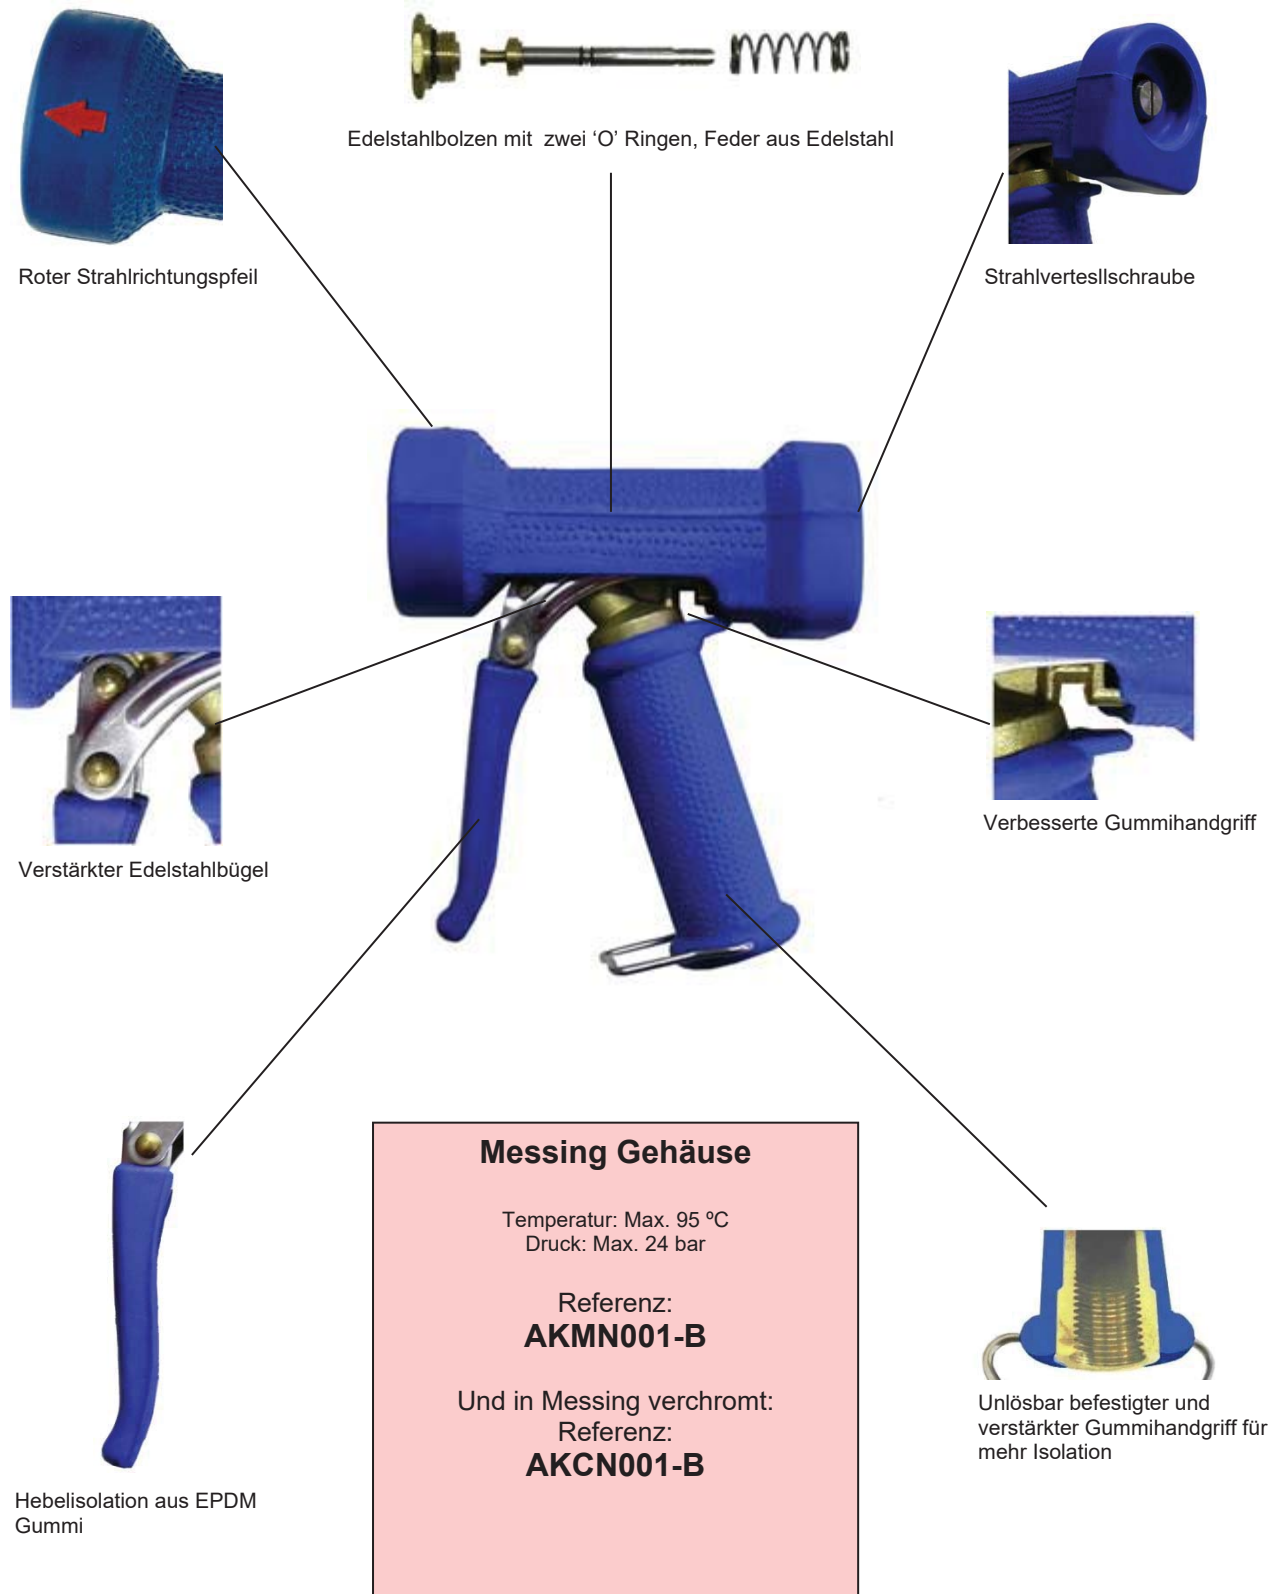 Edelstahlbolzen mit  zwei ‘O’ Ringen, Feder aus Edelstahl
Roter Strahlrichtungspfeil
Strahlvertesllschraube
Verstärkter Edelstahlbügel
Verbesserte Gummihandgriff
Messing Gehäuse
Temperatur: Max. 95 ºC
Druck: Max. 24 bar
Referenz:
AKMN001-B
Und in Messing verchromt:
Referenz:
AKCN001-B
Unlösbar befestigter und
verstärkter Gummihandgriff für
mehr Isolation
Hebelisolation aus EPDM
Gummi